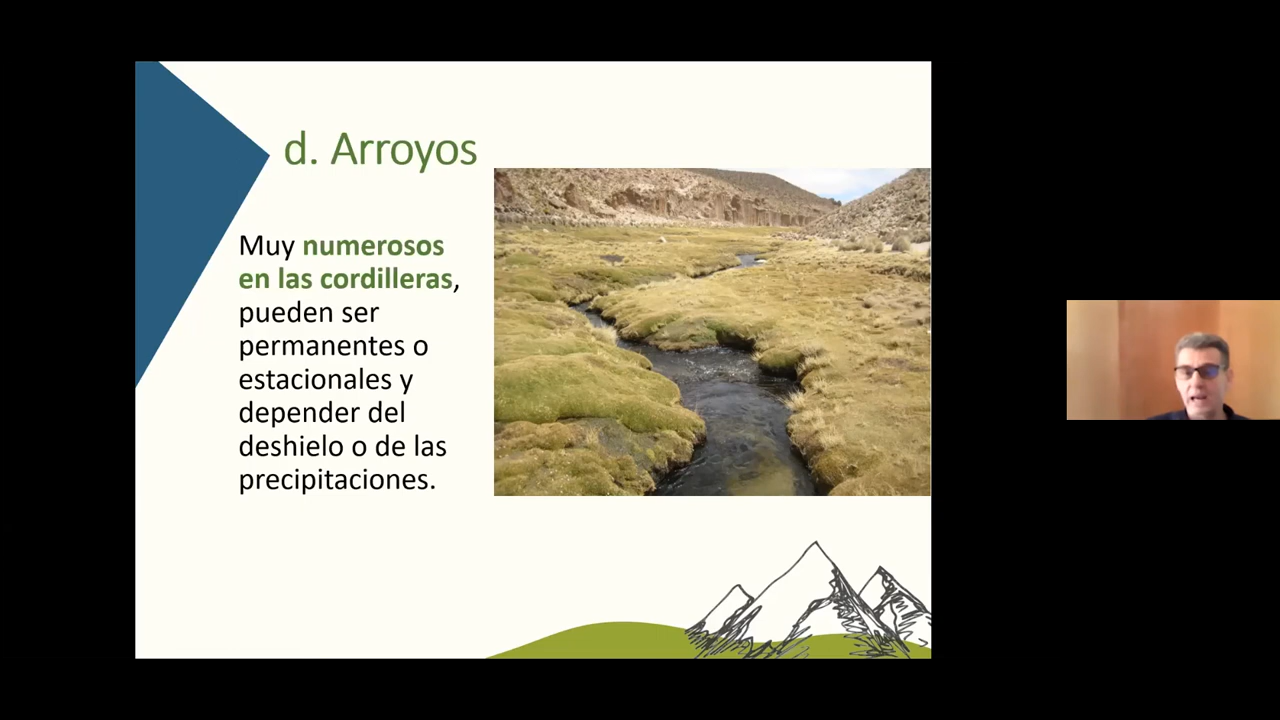 d. Arroyos
Muy numerosos
en las cordilleras,
pueden ser
permanentes o
estacionales y
depender del
deshielo o de las
precipitaciones.